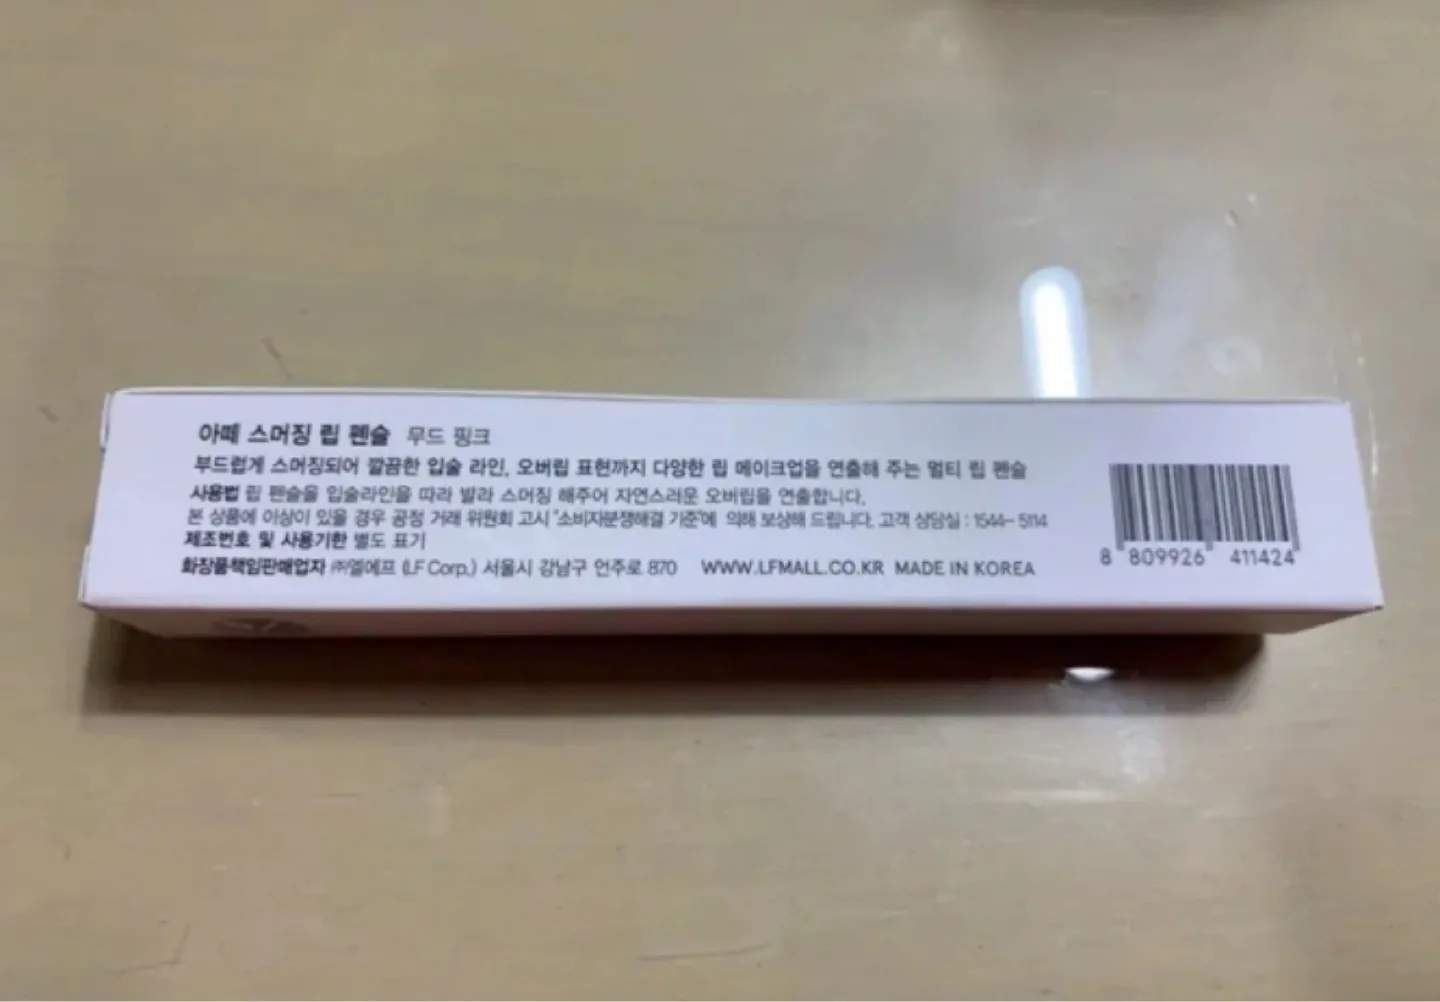 아떼 스머징 립 펜슬 무드 핑크
부드럽게 스머징되어 깔끔한 입술 라인, 오버립 표현까지 다양한 립 메이크업을 연출해 주는 멀티 립 펜슬
사용법 립 펜슬을 입술라인을 따라 발라 스머징 해주어 자연스러운 오버립을 연출합니다.
본 상품에 이상이 있을 경우 공정 거래 위원회 고시 "소비자분쟁해결 기준"에 의해 보상해 드립니다. 고객 상담실 : 1544-5114
제조번호 및 사용기한 별도 표기
화장품책임판매업자 ㈜엘에프 (LF Corp.) 서울시 강남구 언주로 870 WWW.LFMALL.CO.KR MADE IN KOREA
8 809926 411424